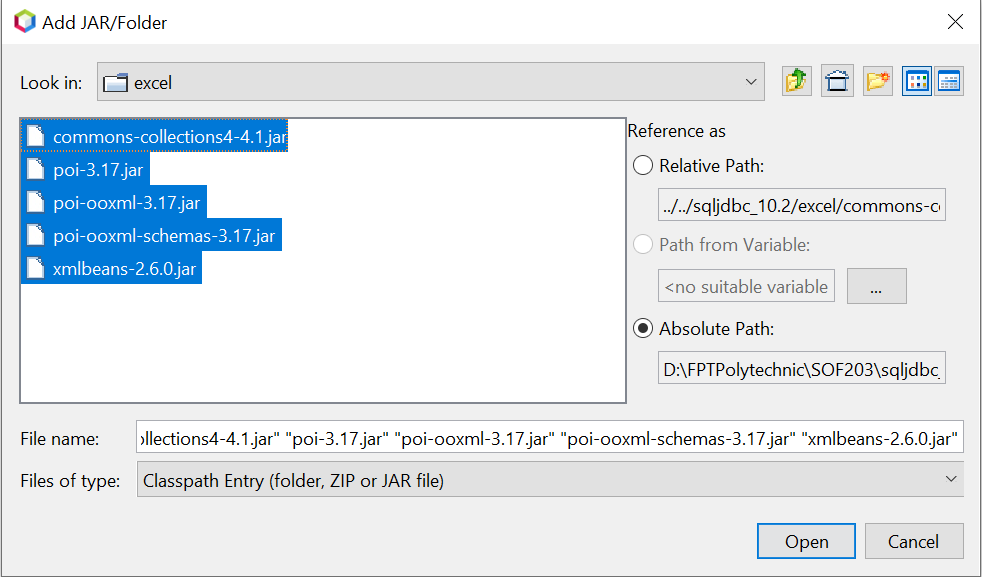 Add JAR/Folder
Look in: excel
commons-collections4-4.1.jar
poi-3.17.jar
poi-ooxml-3.17.jar
poi-ooxml-schemas-3.17.jar
xmlbeans-2.6.0.jar
Reference as
Relative Path:
../../sqljdbc_10.2/excel/commons-c
Path from Variable:
<no suitable variable ...
Absolute Path:
D:\FPTPolytechnic\SOF203\sqljdbc_
File name: ollections4-4.1.jar" "poi-3.17.jar" "poi-ooxml-3.17.jar" "poi-ooxml-schemas-3.17.jar" "xmlbeans-2.6.0.jar"
Files of type: Classpath Entry (folder, ZIP or JAR file)
Open Cancel